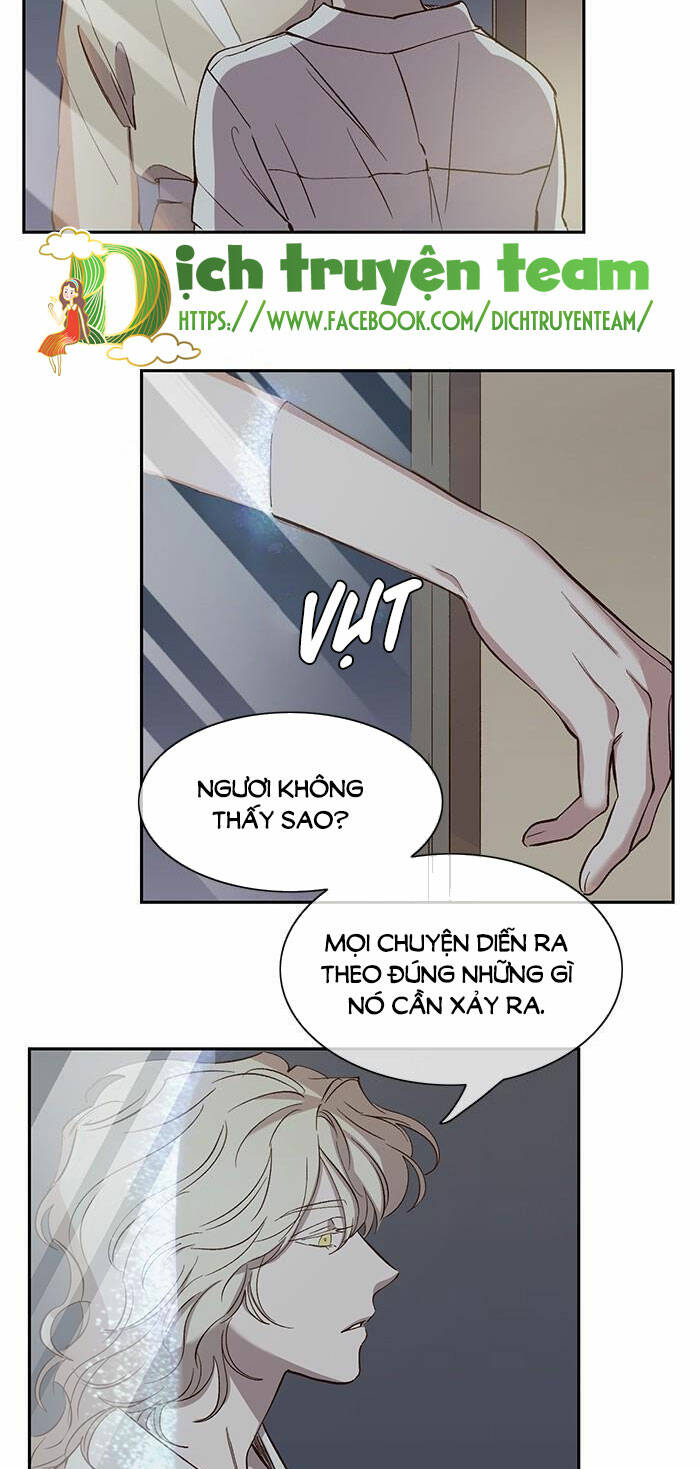 Dịch truyện team
HTTPS://WWW.FACEBOOK.COM/DICHTRUYENTEAM/
VỤT
NGƯƠI KHÔNG
THẤY SAO?
MỌI CHUYỆN DIỄN RA
THEO ĐÚNG NHỮNG GÌ
NÓ CẦN XẢY RA.